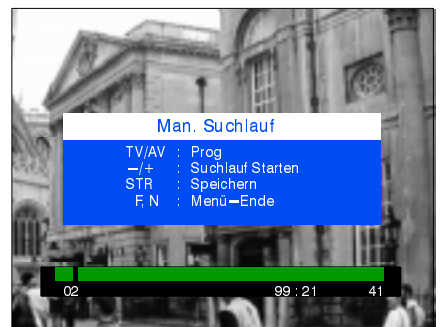 Man. Suchlauf
TV/AV : Prog
–/+ : Suchlauf Starten
STR : Speichern
F, N : Menü–Ende
02 99 : 21 41